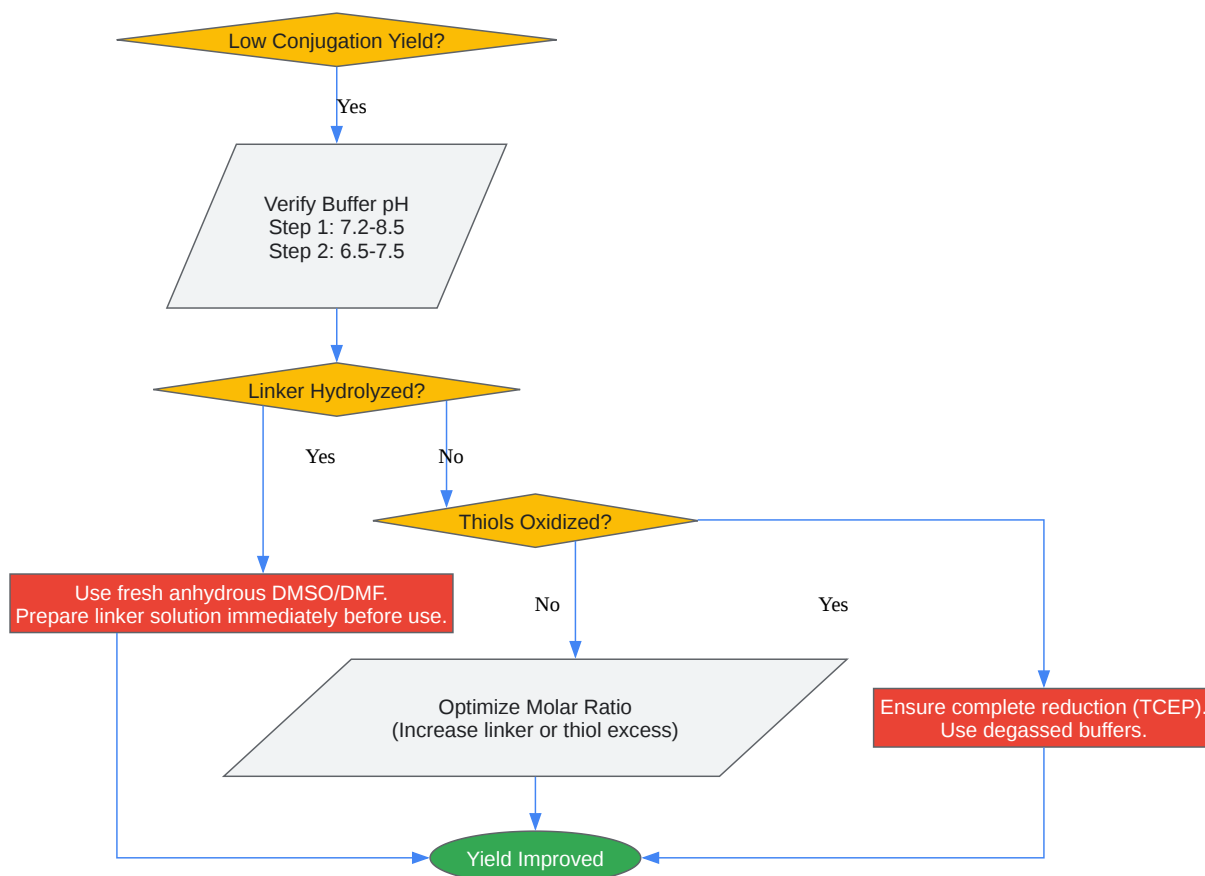 Low Conjugation Yield?
Yes
Verify Buffer pH
Step 1: 7.2-8.5
Step 2: 6.5-7.5
Linker Hydrolyzed?
Yes
No
Thiols Oxidized?
Use fresh anhydrous DMSO/DMF.
Prepare linker solution immediately before use.
No
Yes
Optimize Molar Ratio
(Increase linker or thiol excess)
Ensure complete reduction (TCEP).
Use degassed buffers.
Yield Improved